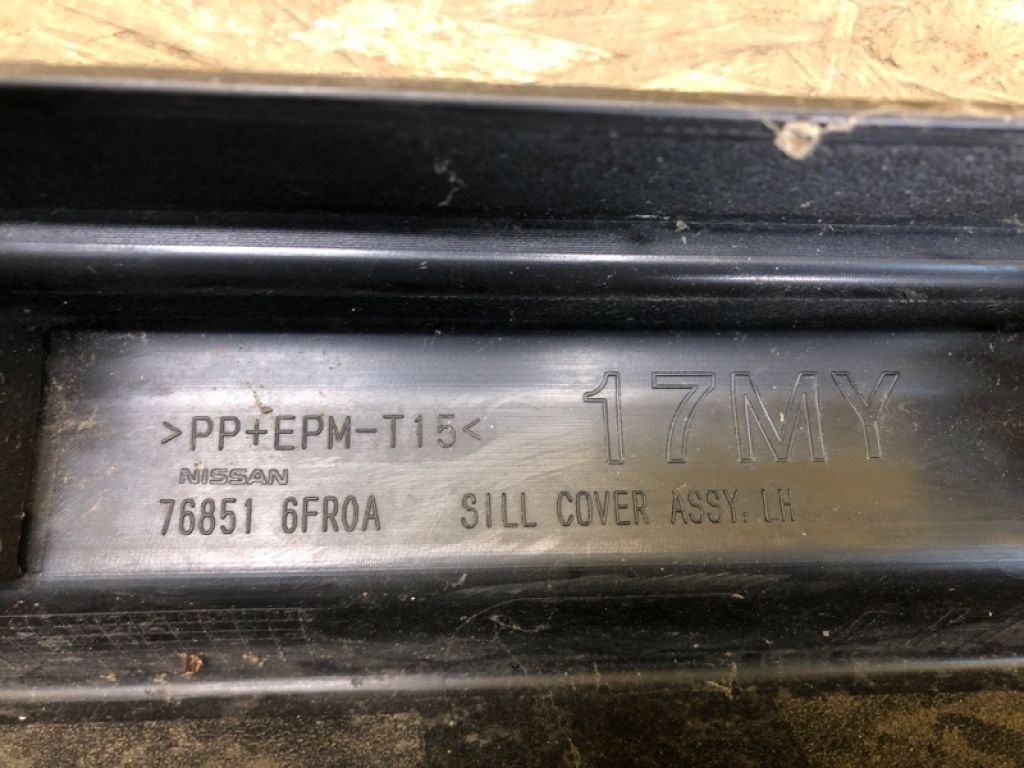 17MY
>PP+EPM-T15<
NISSAN
76851 6FR0A SILL COVER ASSY. LH